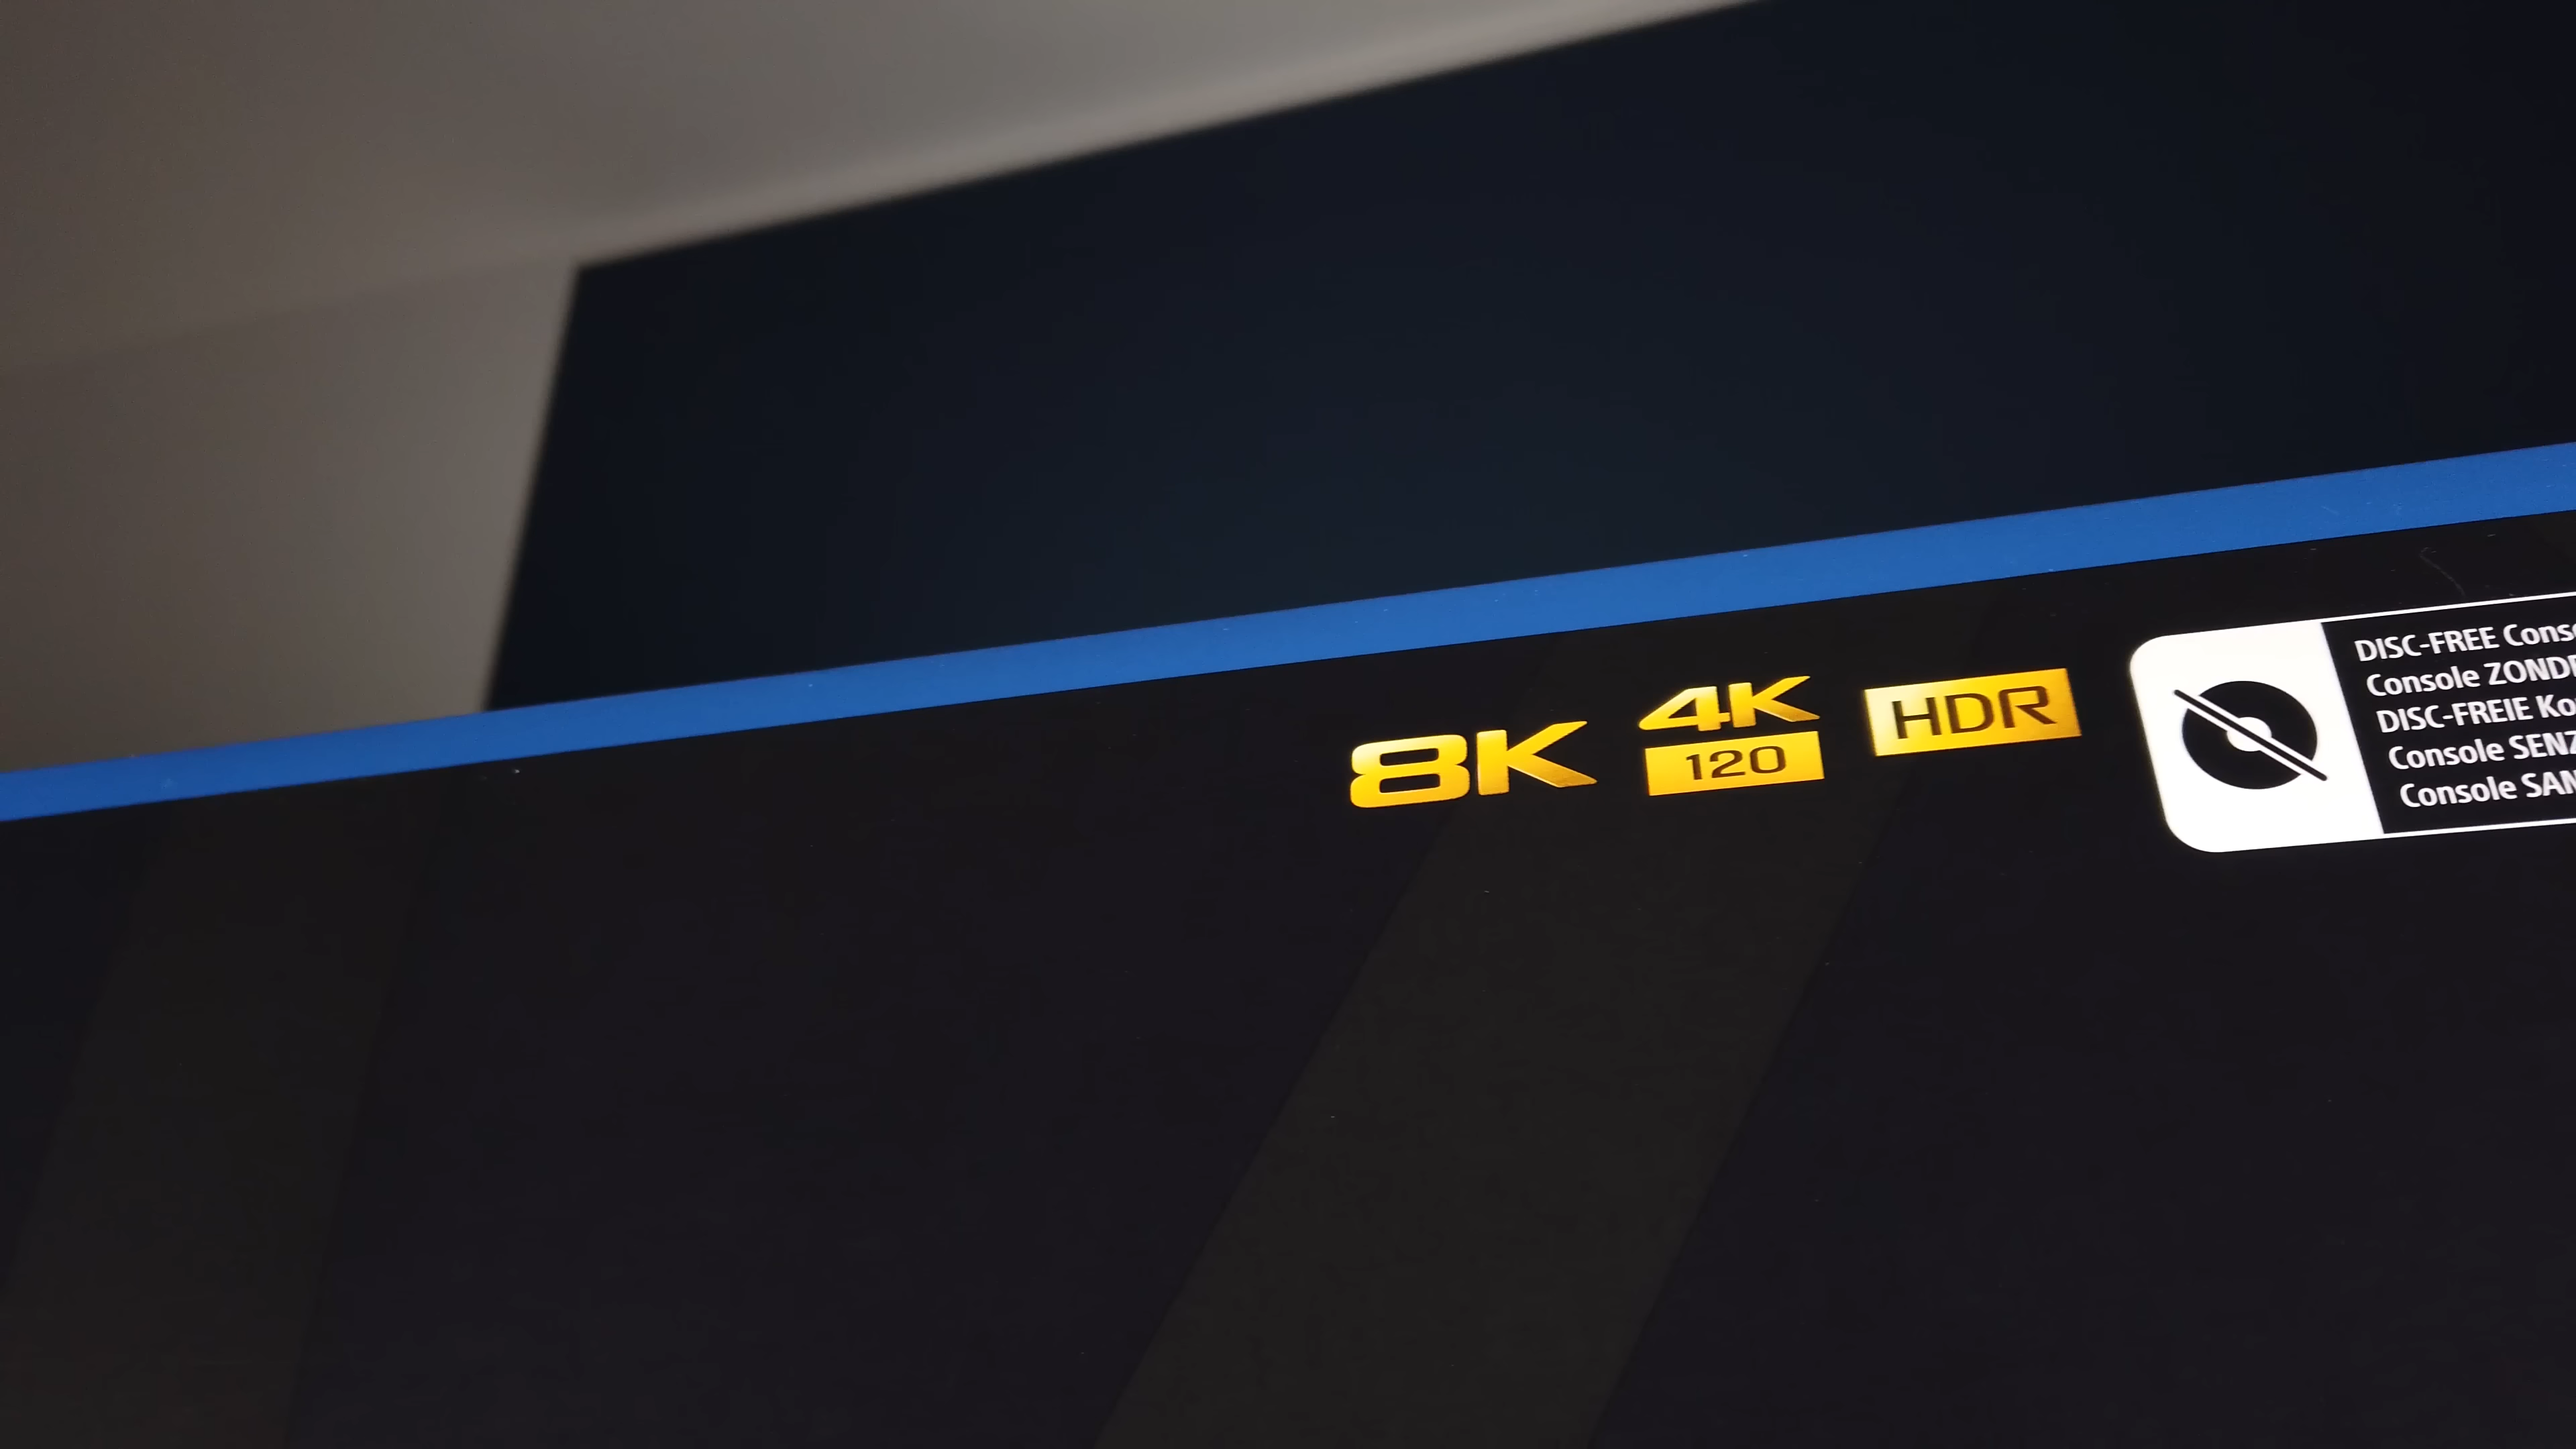 8K
4K
120
HDR
DISC-FREE
Console
DISC-FREIE
Console
Console